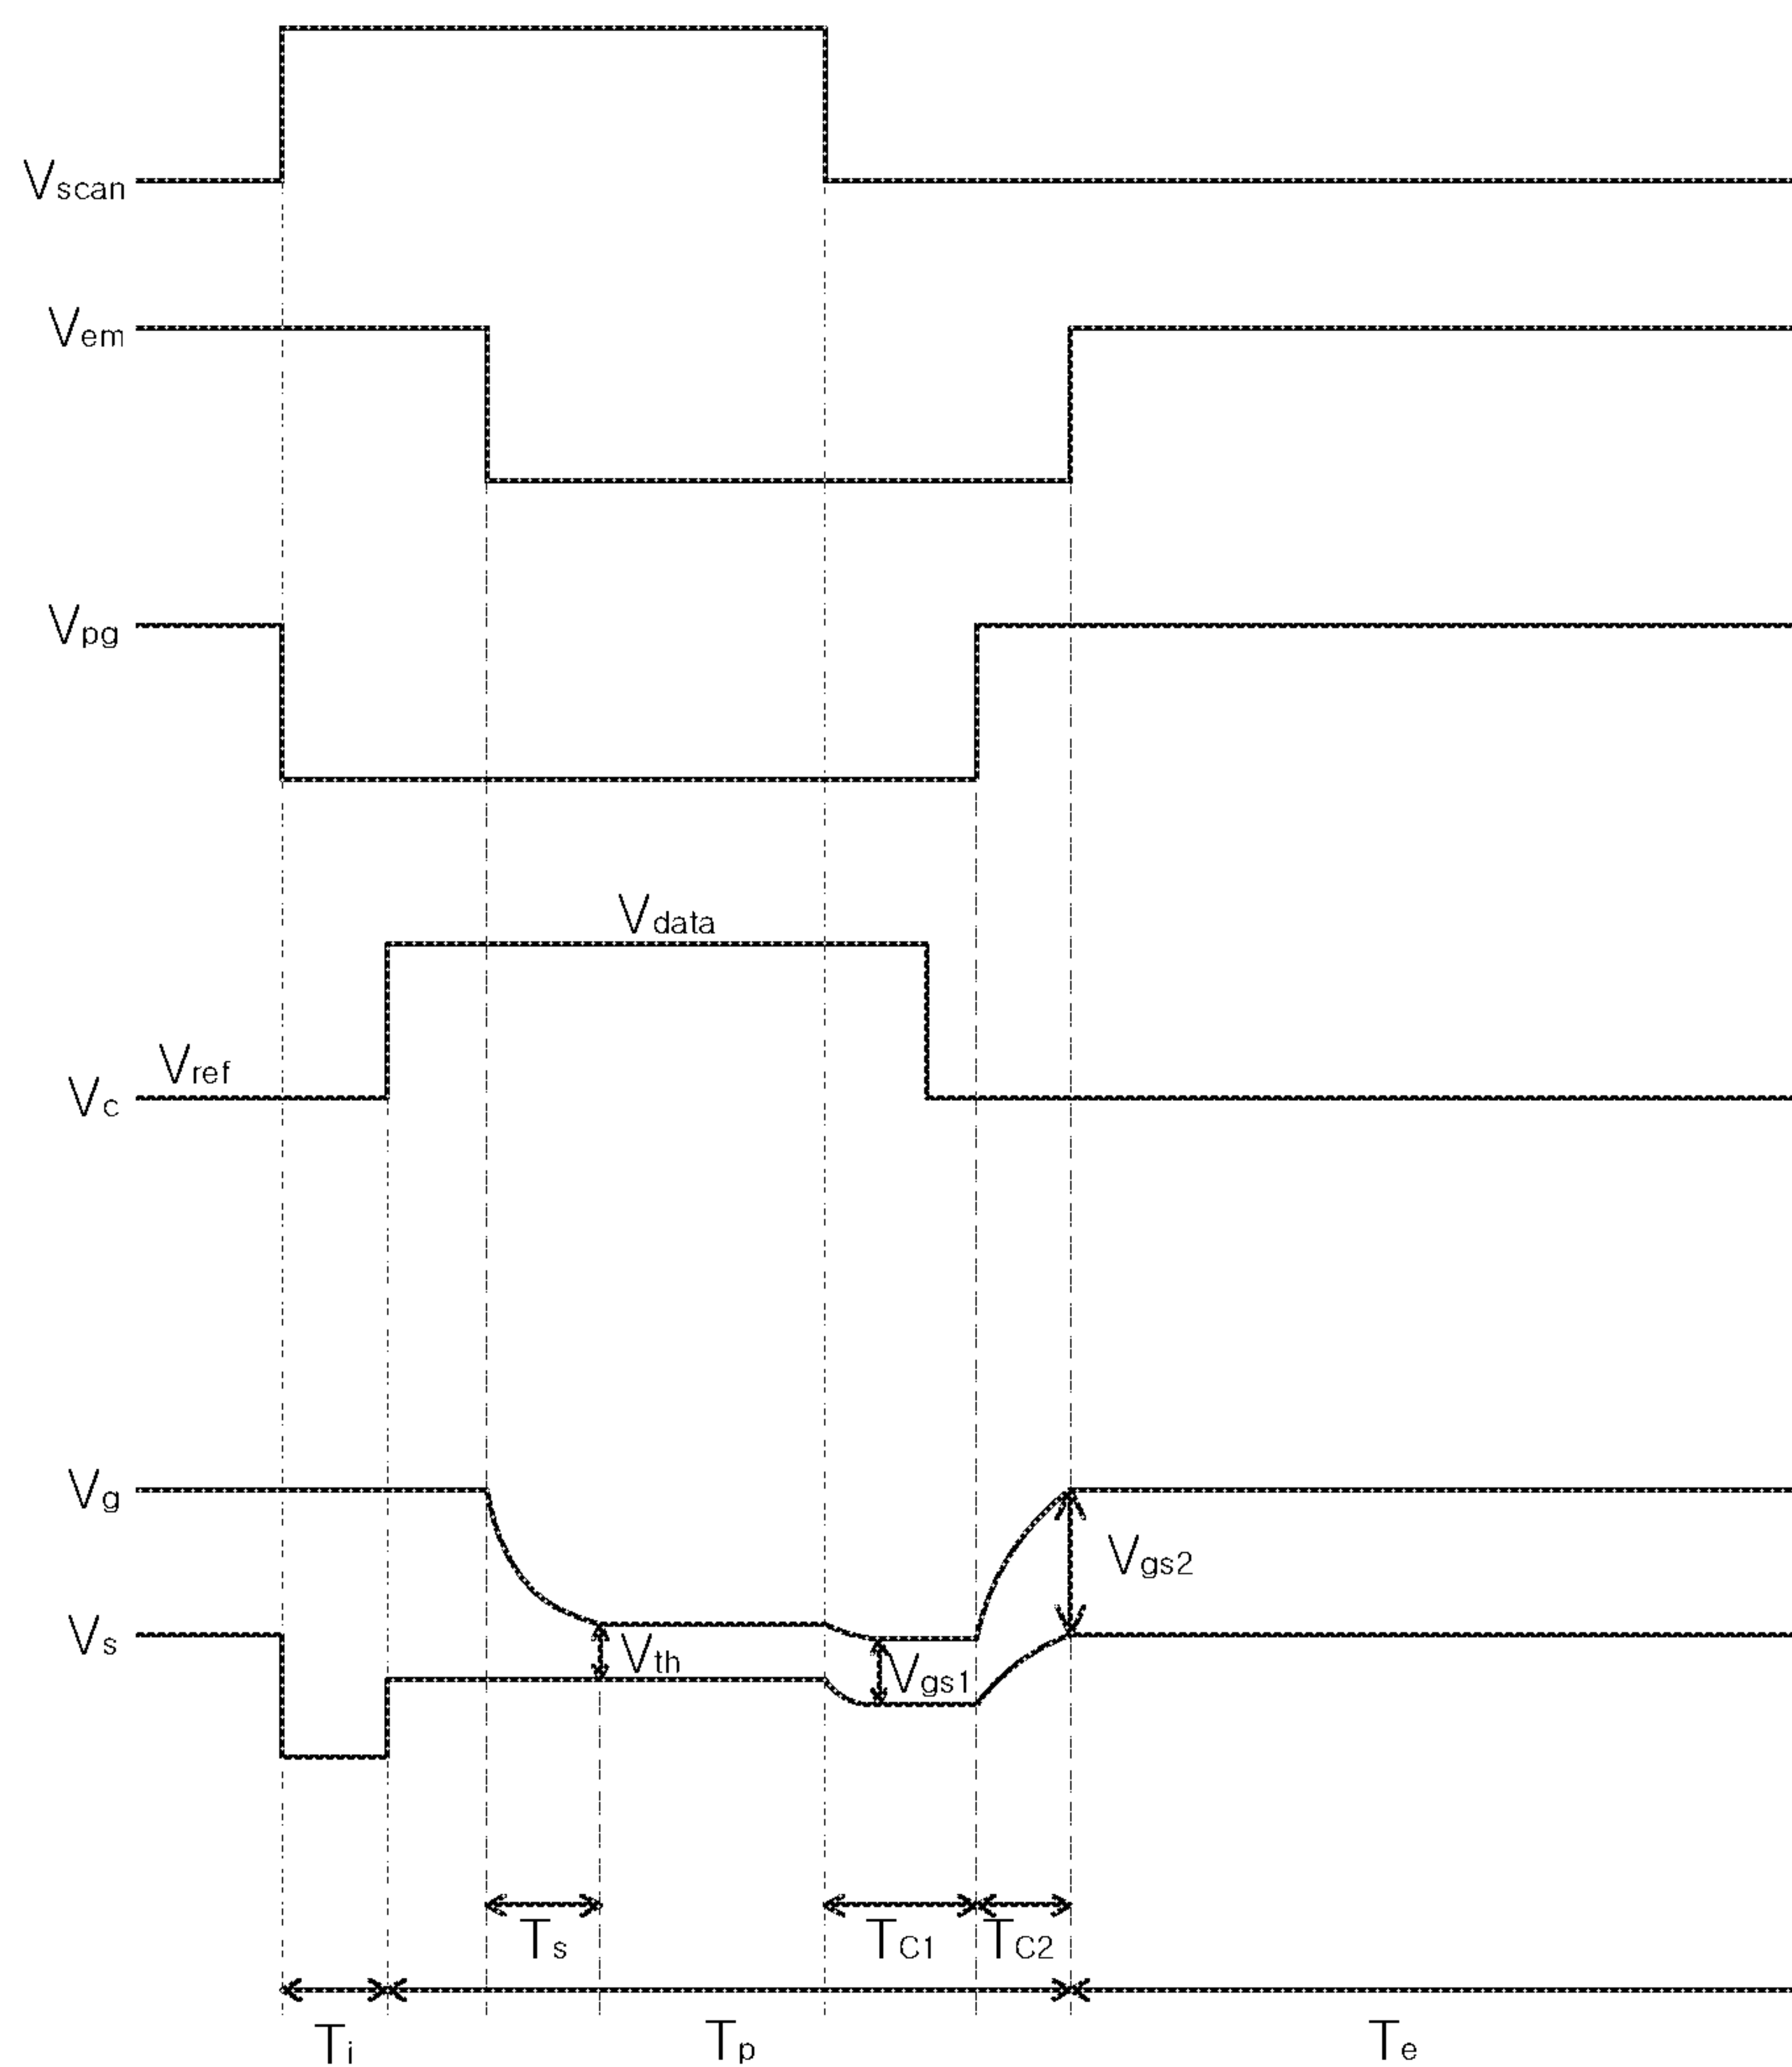 Vscan
Vem
Vpg
Vdata
Vref
Vc
Vg
Vgs2
Vs
Vth
Vgs1
Ts
TC1
TC2
Ti
Tp
Te